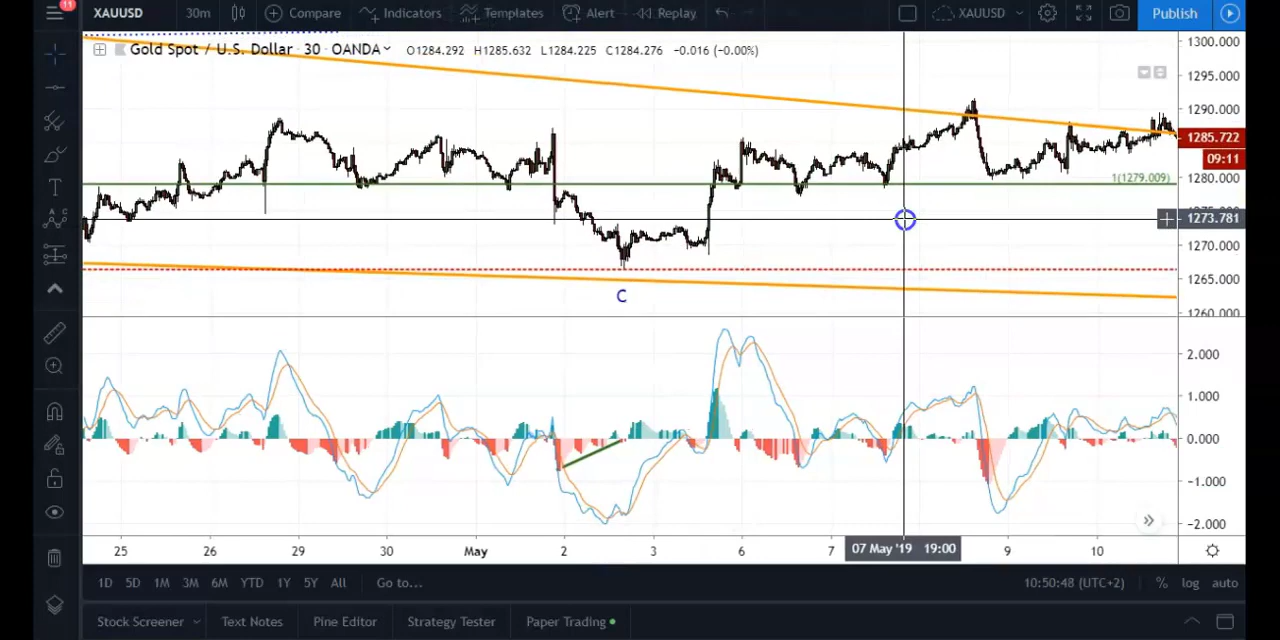 11
XAUUSD 30m Compare Indicators Templates Alert Replay XAUUSD Publish
Gold Spot / U.S. Dollar · 30 · OANDA O1284.292 H1285.632 L1284.225 C1284.276 -0.016 (-0.00%)
1300.000
1295.000
1290.000
1285.722
09:11
1(1279.009)
1280.000
1273.781
1270.000
1265.000
C
1260.000
2.000
1.000
0.000
-1.000
-2.000
25 26 29 30 May 2 3 6 7 07 May '19 19:00 9 10
1D 5D 1M 3M 6M YTD 1Y 5Y All Go to... 10:50:48 (UTC+2) % log auto
Stock Screener Text Notes Pine Editor Strategy Tester Paper Trading